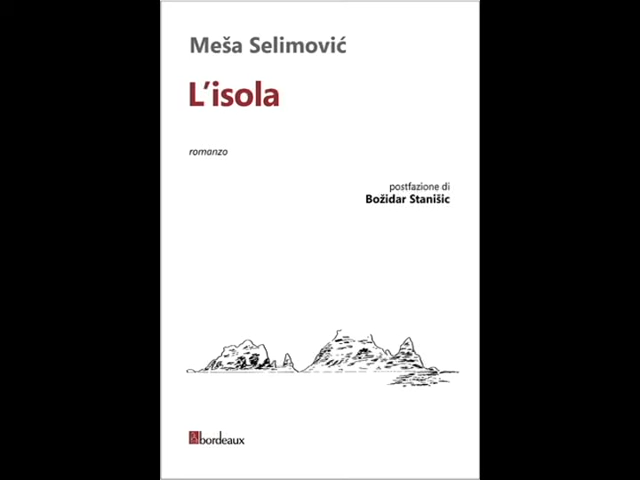 Meša Selimović
L'isola
romanzo
postfazione di
Božidar Stanišic
bordeaux